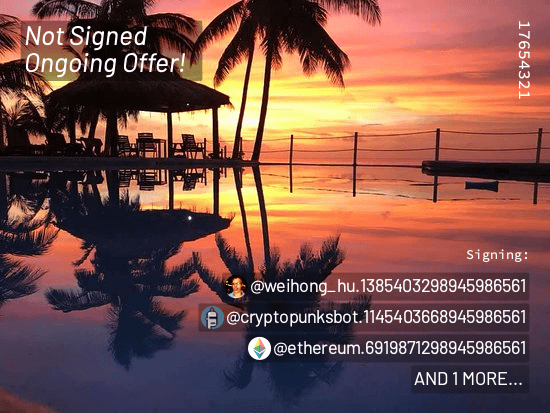 Not Signed
Ongoing Offer!
17654321
Signing:
@weihong_hu.1385403298945986561
@cryptopunksbot.1145403668945986561
@ethereum.6919871298945986561
AND 1 MORE...